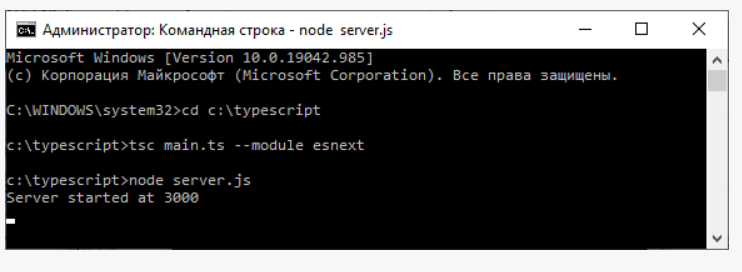 Администратор: Командная строка - node server.js
Microsoft Windows [Version 10.0.19042.985]
(c) Корпорация Майкрософт (Microsoft Corporation). Все права защищены.
C:\WINDOWS\system32>cd c:\typescript
c:\typescript>tsc main.ts --module esnext
c:\typescript>node server.js
Server started at 3000